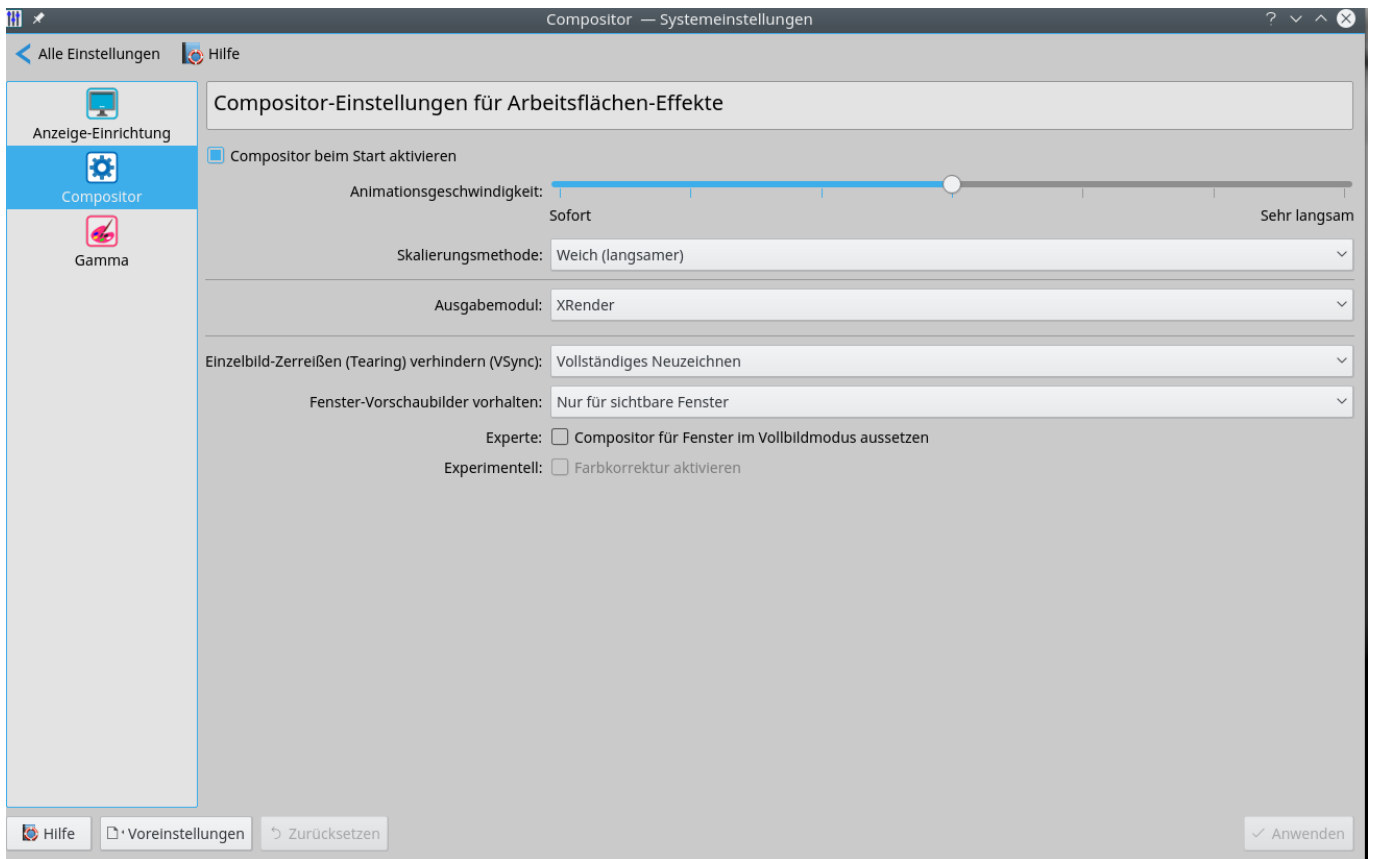 Compositor — Systemeinstellungen
Alle Einstellungen Hilfe
Anzeige-Einrichtung
Compositor
Gamma
Compositor-Einstellungen für Arbeitsflächen-Effekte
Compositor beim Start aktivieren
Animationsgeschwindigkeit:
Sofort Sehr langsam
Skalierungsmethode: Weich (langsamer)
Ausgabemodul: XRender
Einzelbild-Zerreißen (Tearing) verhindern (VSync): Vollständiges Neuzeichnen
Fenster-Vorschaubilder vorhalten: Nur für sichtbare Fenster
Experte: Compositor für Fenster im Vollbildmodus aussetzen
Experimentell: Farbkorrektur aktivieren
Hilfe Voreinstellungen Zurücksetzen Anwenden